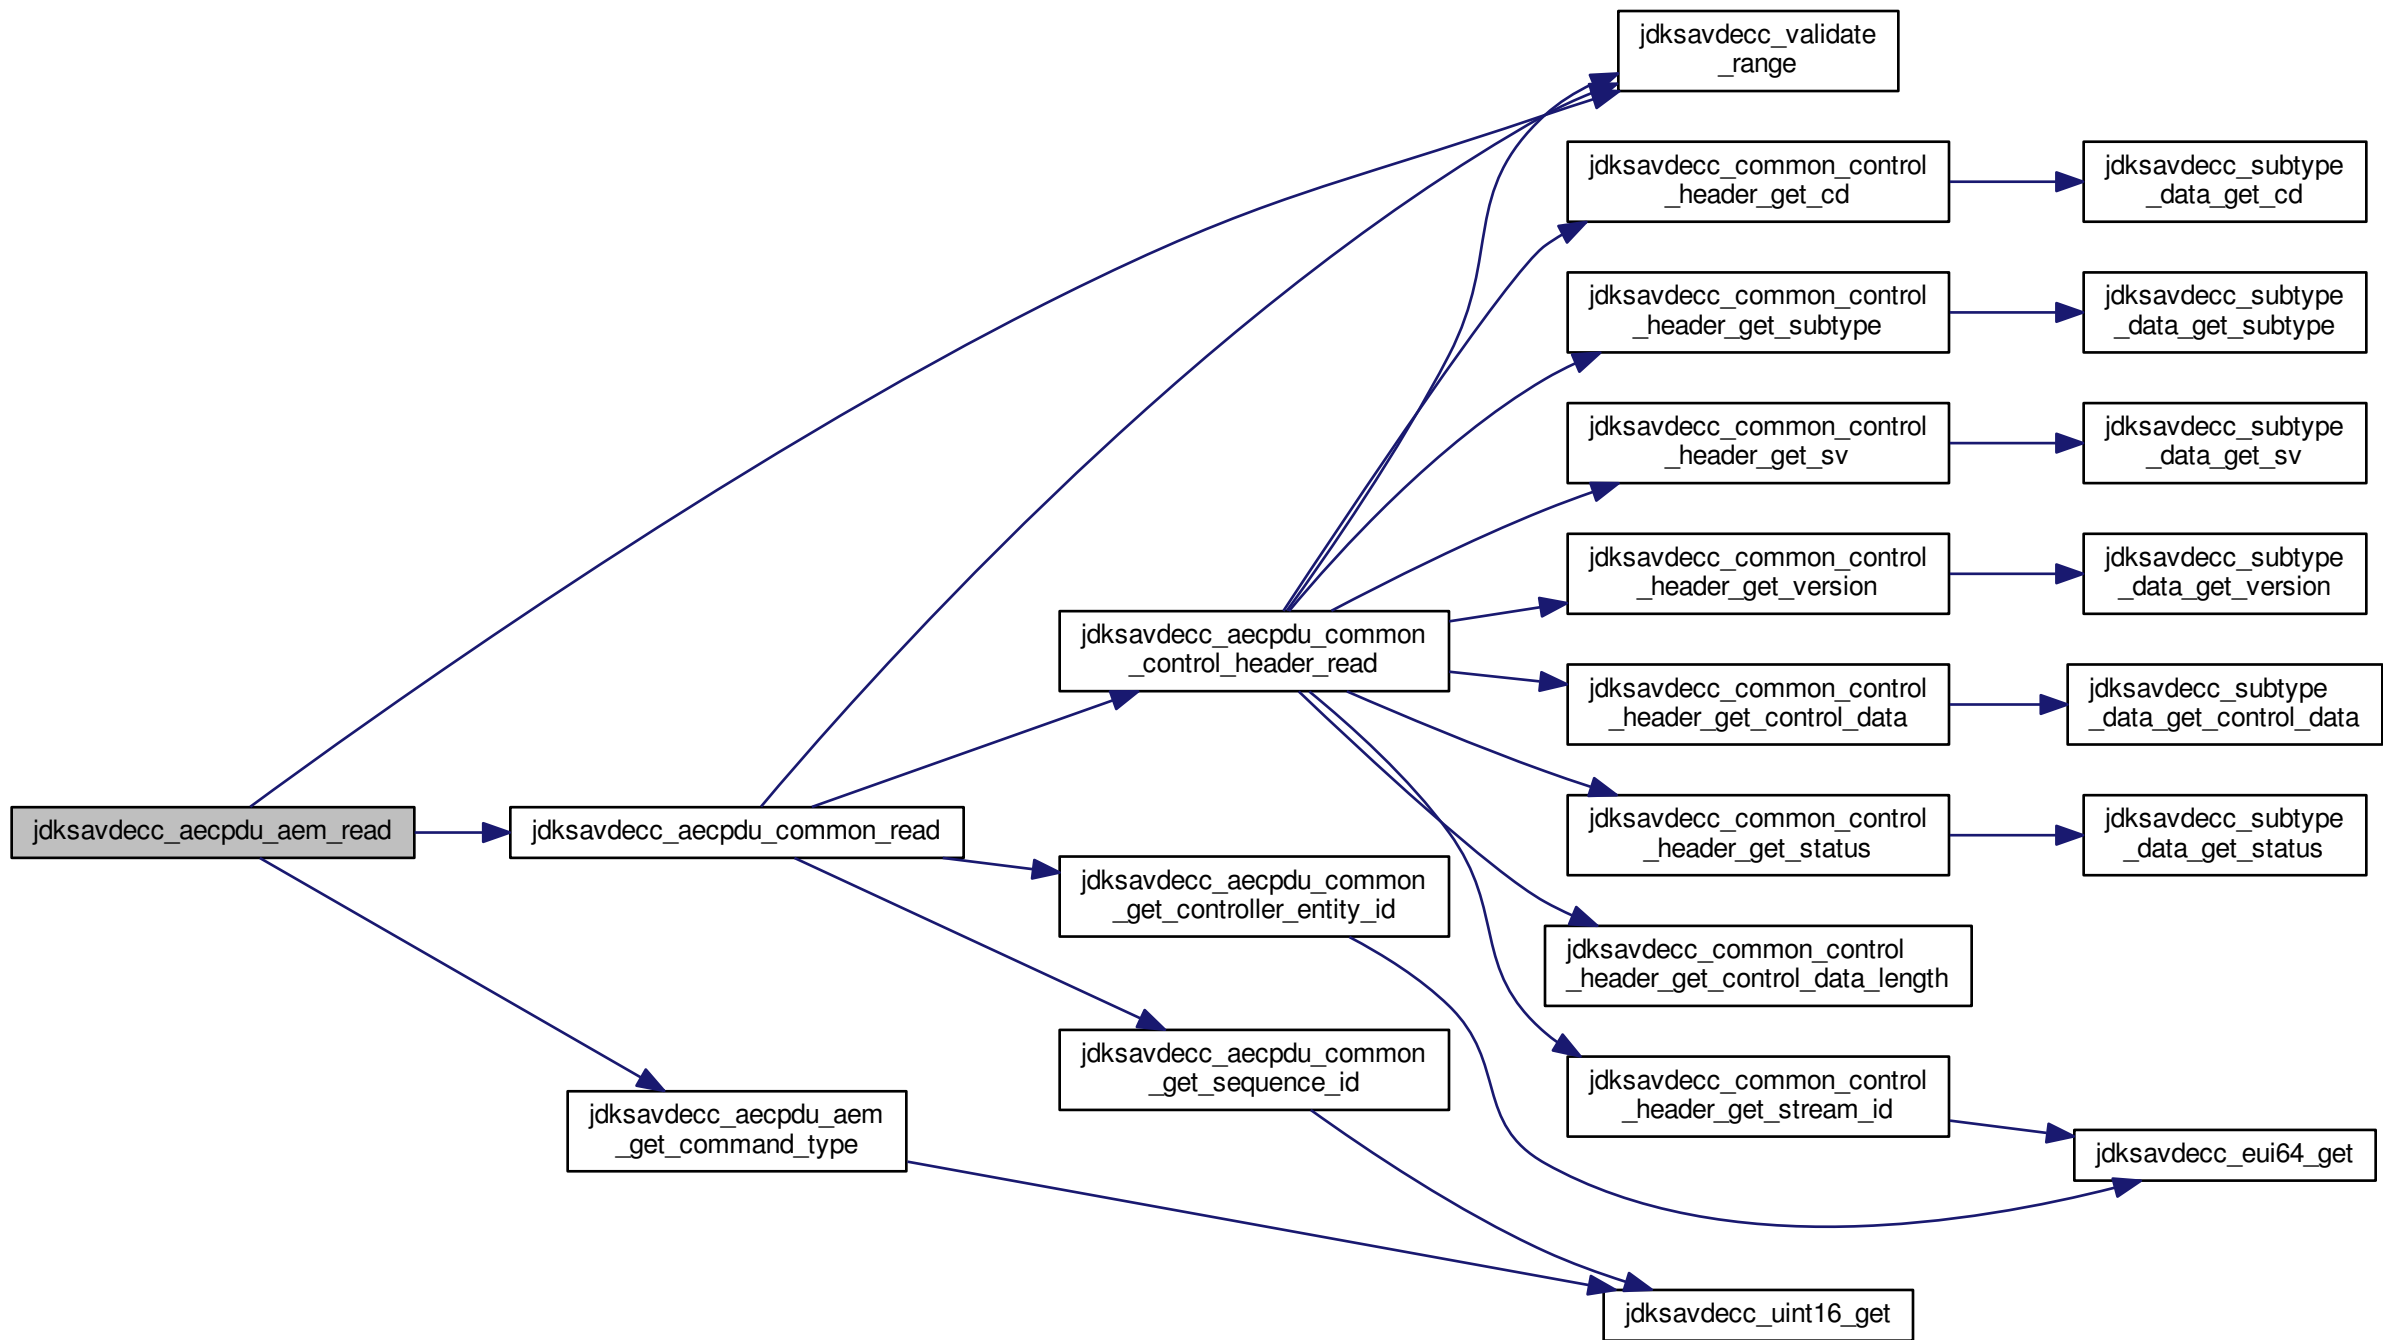 jdksavdecc_validate
_range
jdksavdecc_common_control
_header_get_cd
jdksavdecc_subtype
_data_get_cd
jdksavdecc_common_control
_header_get_subtype
jdksavdecc_subtype
_data_get_subtype
jdksavdecc_common_control
_header_get_sv
jdksavdecc_subtype
_data_get_sv
jdksavdecc_common_control
_header_get_version
jdksavdecc_subtype
_data_get_version
jdksavdecc_aecpdu_common
_control_header_read
jdksavdecc_common_control
_header_get_control_data
jdksavdecc_subtype
_data_get_control_data
jdksavdecc_aecpdu_aem_read
jdksavdecc_aecpdu_common_read
jdksavdecc_common_control
_header_get_status
jdksavdecc_subtype
_data_get_status
jdksavdecc_aecpdu_common
_get_controller_entity_id
jdksavdecc_common_control
_header_get_control_data_length
jdksavdecc_aecpdu_common
_get_sequence_id
jdksavdecc_common_control
_header_get_stream_id
jdksavdecc_aecpdu_aem
_get_command_type
jdksavdecc_eui64_get
jdksavdecc_uint16_get